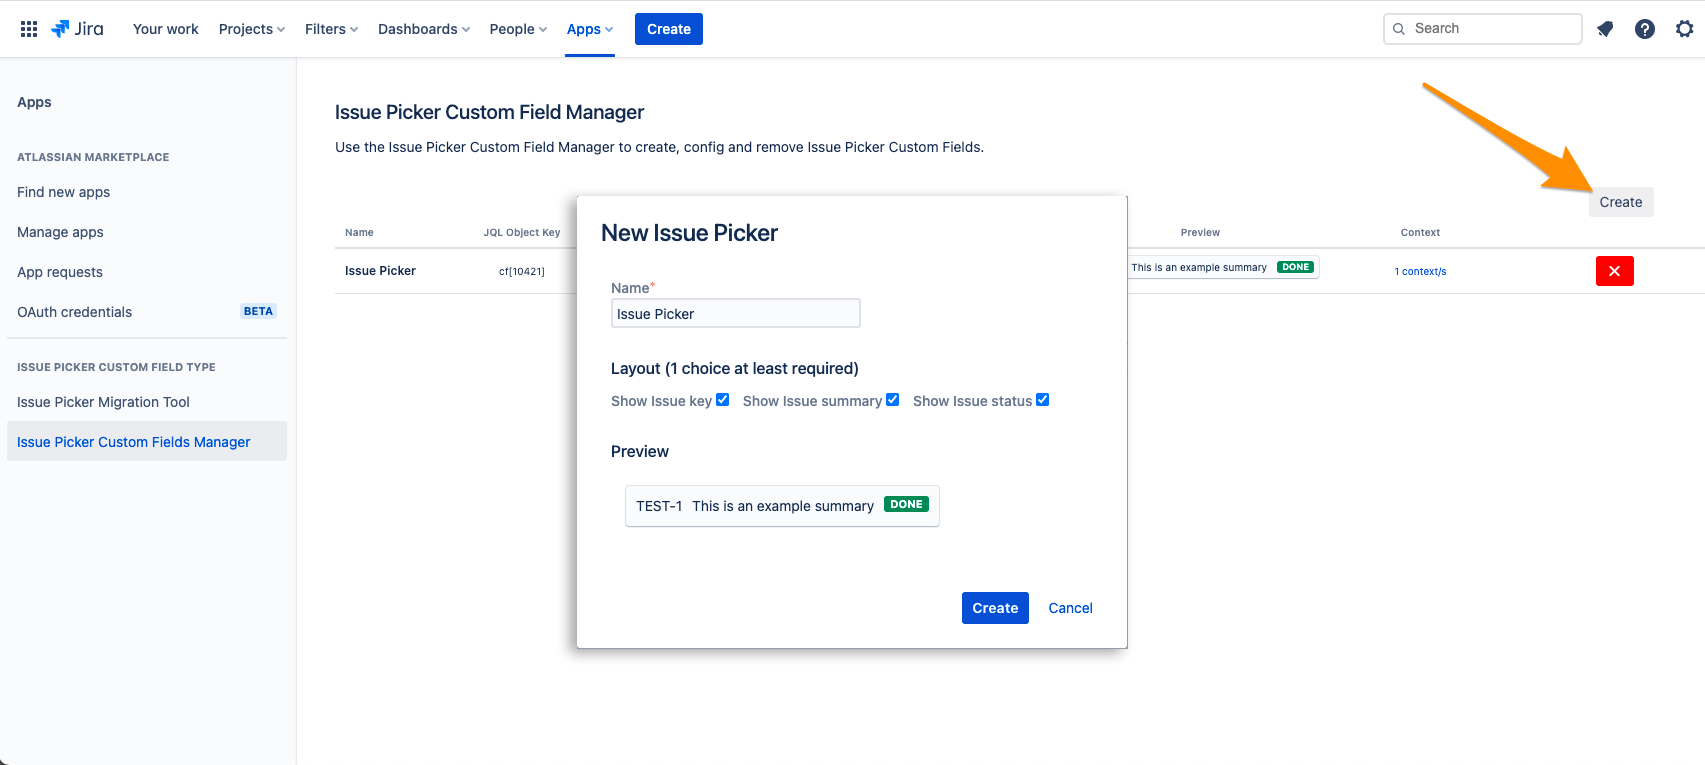 Jira Your work Projects Filters Dashboards People Apps Create Search
Apps
ATLASSIAN MARKETPLACE
Find new apps
Manage apps
App requests
OAuth credentials BETA
ISSUE PICKER CUSTOM FIELD TYPE
Issue Picker Migration Tool
Issue Picker Custom Fields Manager
Issue Picker Custom Field Manager
Use the Issue Picker Custom Field Manager to create, config and remove Issue Picker Custom Fields.
Create
Name JQL Object Key Preview Context
Issue Picker cf[10421] This is an example summary DONE 1 context/s
New Issue Picker
Name*
Issue Picker
Layout (1 choice at least required)
Show Issue key Show Issue summary Show Issue status
Preview
TEST-1 This is an example summary DONE
Create Cancel